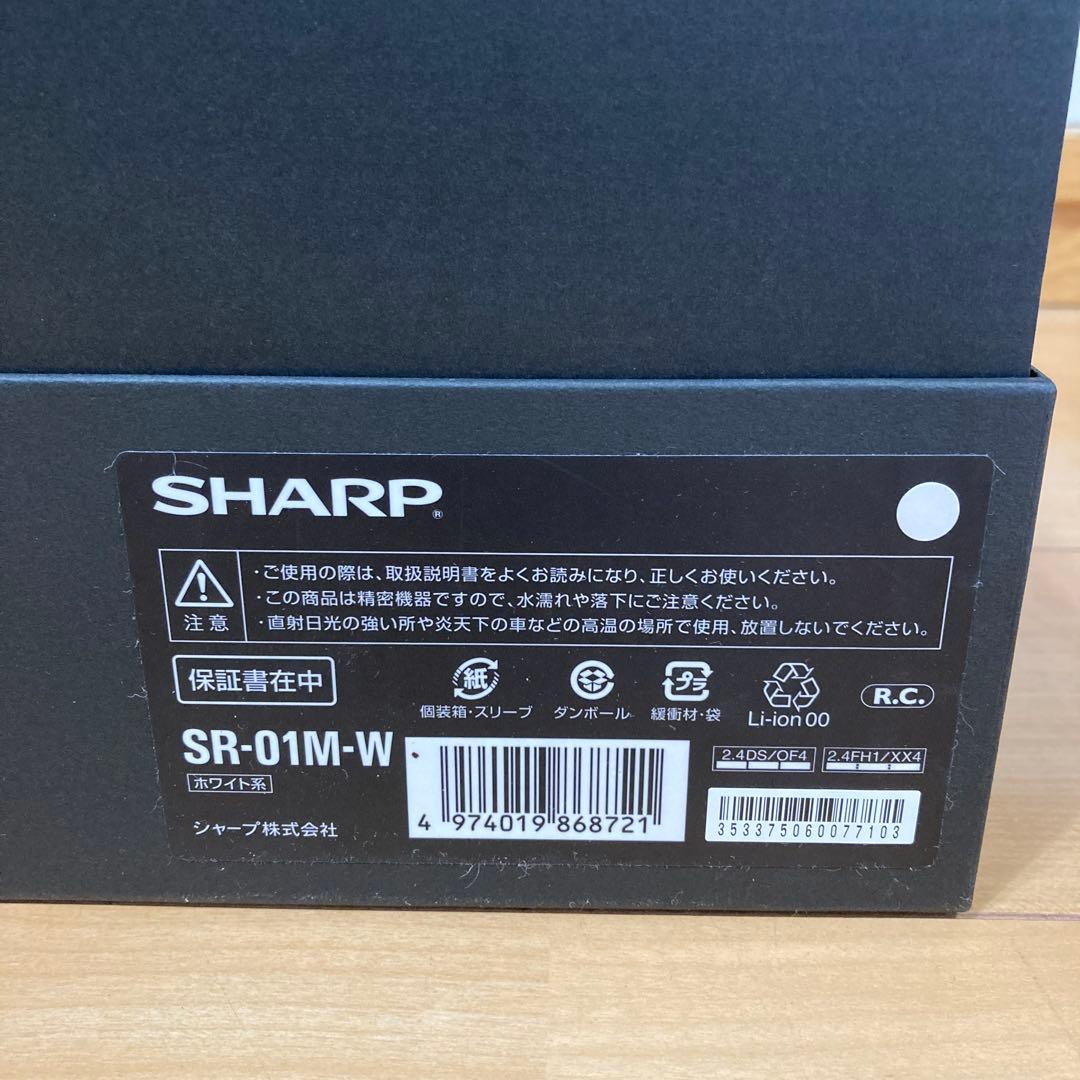 SHARP®
注意
・ご使用の際は、取扱説明書をよくお読みになり、正しくお使いください。
・この商品は精密機器ですので、水濡れや落下にご注意ください。
・直射日光の強い所や炎天下の車などの高温の場所で使用、放置しないでください。
保証書在中
紙
個装箱・スリーブ
ダンボール
プラ
緩衝材・袋
Li-ion 00
R.C.
SR-01M-W
ホワイト系
シャープ株式会社
4 974019 868721
2.4DS/OF4
2.4FH1/XX4
353375060077103